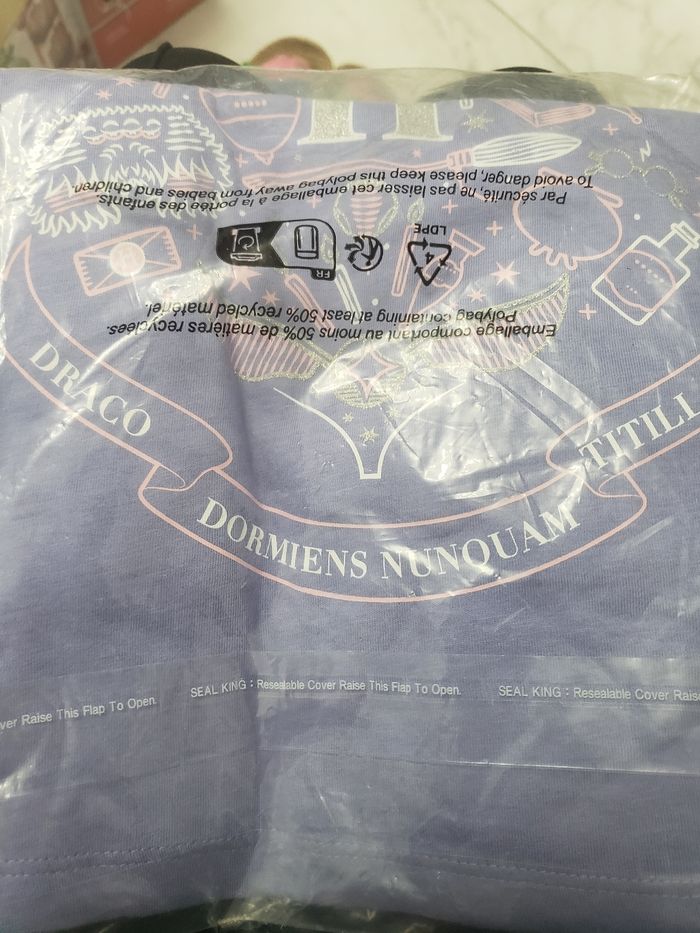 Emballage comportant au moins 50% de matières recyclées.
Polybag containing at least 50% recycled matériel.
FR
4
LDPE
Par sécurité, ne pas laisser cet emballage à la portée des enfants.
To avoid danger, please keep this polybag away from babies and children.
DRACO
DORMIENS NUNQUAM
TITILL
ver Raise This Flap To Open.
SEAL KING : Resealable Cover Raise This Flap To Open.
SEAL KING : Resealable Cover Rais